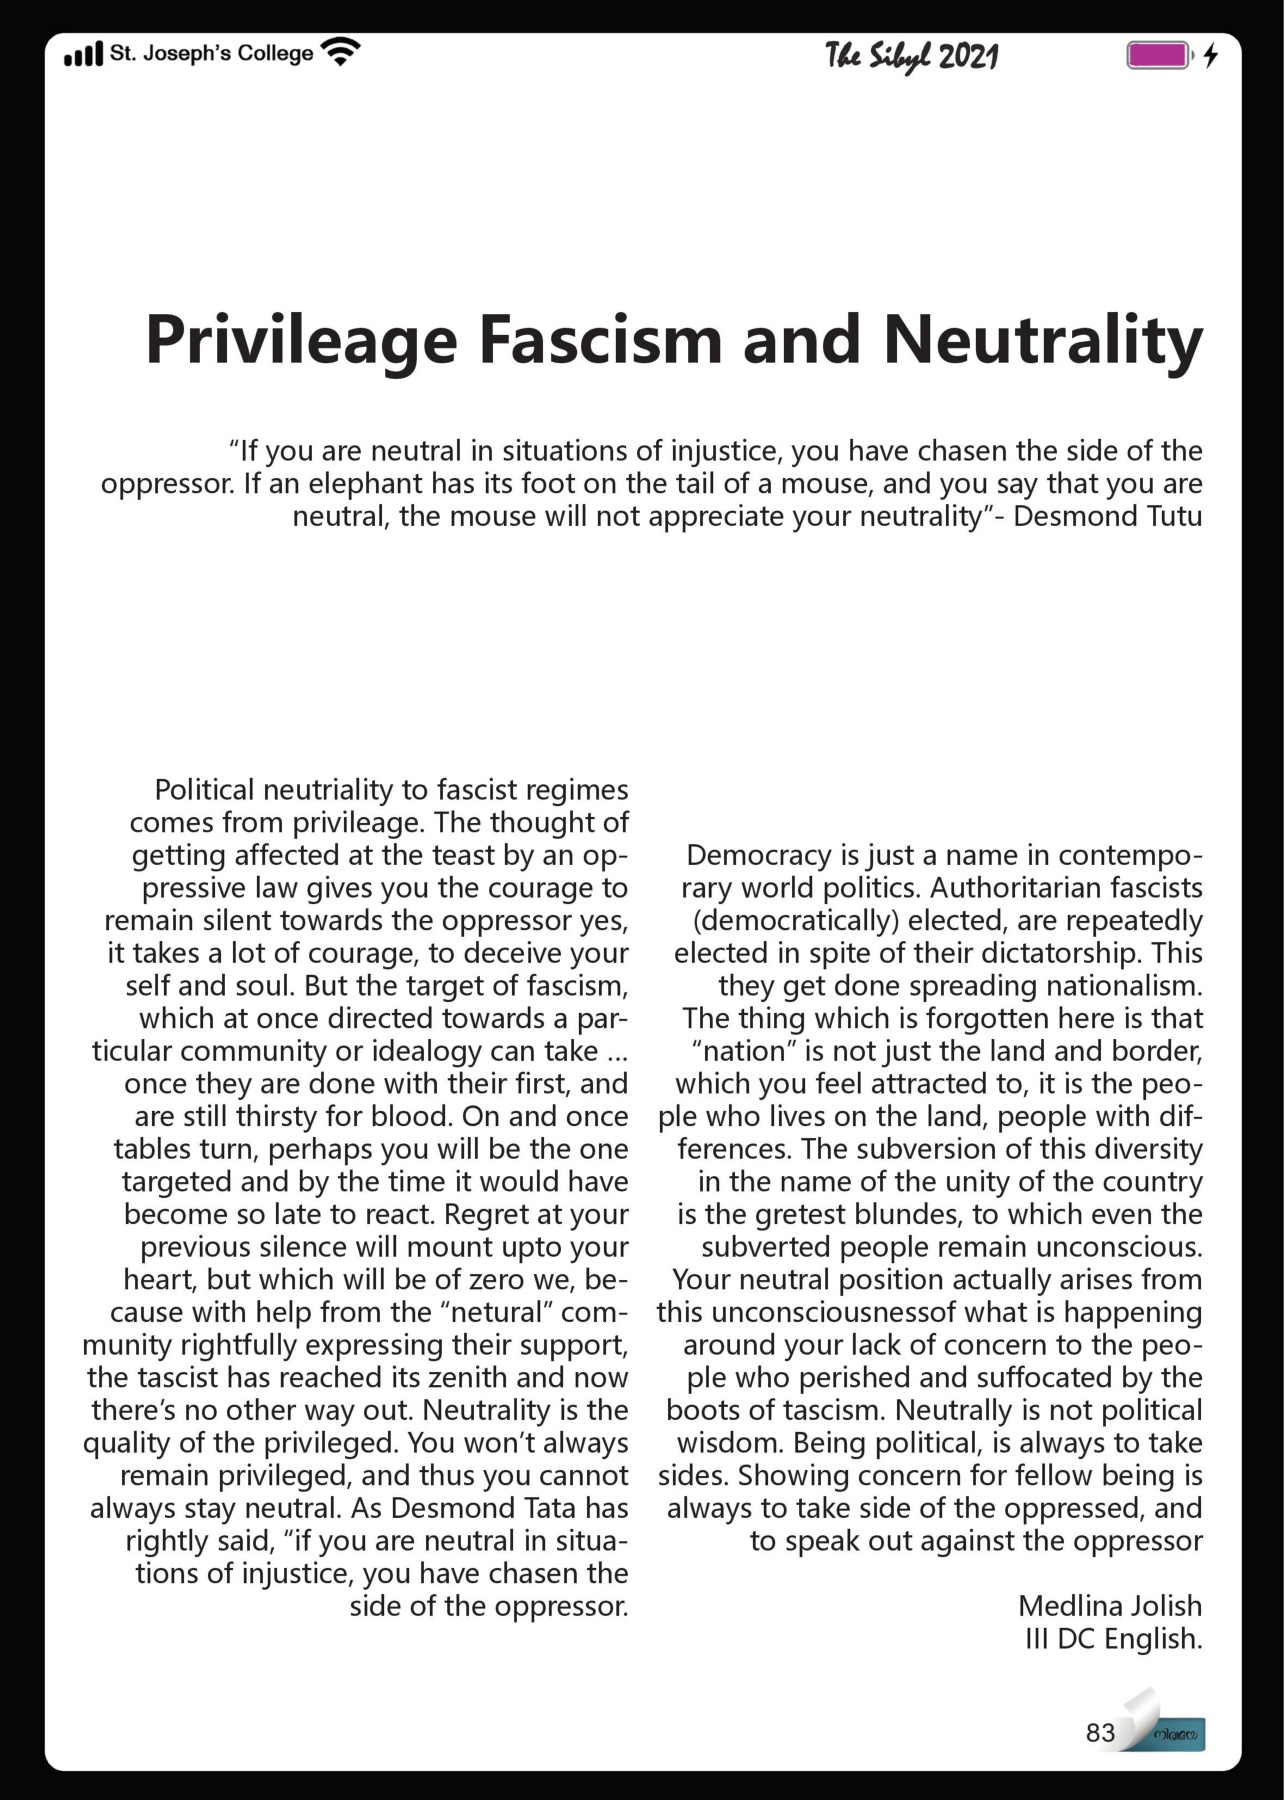 St. Joseph's College
The Sibyl 2021
Privileage Fascism and Neutrality
“If you are neutral in situations of injustice, you have chasen the side of the
oppressor. If an elephant has its foot on the tail of a mouse, and you say that you are
neutral, the mouse will not appreciate your neutrality”- Desmond Tutu
Political neutriality to fascist regimes
comes from privileage. The thought of
getting affected at the teast by an op-
pressive law gives you the courage to
remain silent towards the oppressor yes,
it takes a lot of courage, to deceive your
self and soul. But the target of fascism,
which at once directed towards a par-
ticular community or idealogy can take ...
once they are done with their first, and
are still thirsty for blood. On and once
tables turn, perhaps you will be the one
targeted and by the time it would have
become so late to react. Regret at your
previous silence will mount upto your
heart, but which will be of zero we, be-
cause with help from the “netural” com-
munity rightfully expressing their support,
the tascist has reached its zenith and now
there’s no other way out. Neutrality is the
quality of the privileged. You won’t always
remain privileged, and thus you cannot
always stay neutral. As Desmond Tata has
rightly said, “if you are neutral in situa-
tions of injustice, you have chasen the
side of the oppressor.
Democracy is just a name in contempo-
rary world politics. Authoritarian fascists
(democratically) elected, are repeatedly
elected in spite of their dictatorship. This
they get done spreading nationalism.
The thing which is forgotten here is that
“nation” is not just the land and border,
which you feel attracted to, it is the peo-
ple who lives on the land, people with dif-
ferences. The subversion of this diversity
in the name of the unity of the country
is the gretest blundes, to which even the
subverted people remain unconscious.
Your neutral position actually arises from
this unconsciousnessof what is happening
around your lack of concern to the peo-
ple who perished and suffocated by the
boots of tascism. Neutrally is not political
wisdom. Being political, is always to take
sides. Showing concern for fellow being is
always to take side of the oppressed, and
to speak out against the oppressor
Medlina Jolish
III DC English.
83